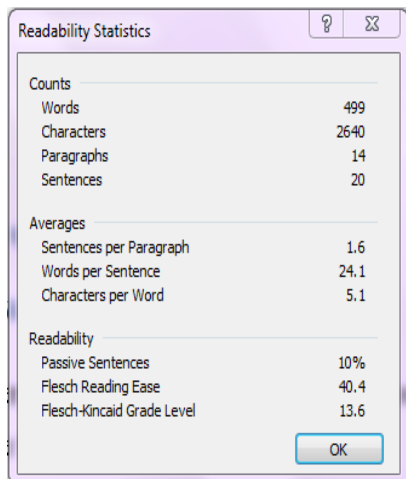 Readability Statistics
Counts
Words 499
Characters 2640
Paragraphs 14
Sentences 20
Averages
Sentences per Paragraph 1.6
Words per Sentence 24.1
Characters per Word 5.1
Readability
Passive Sentences 10%
Flesch Reading Ease 40.4
Flesch-Kincaid Grade Level 13.6
OK